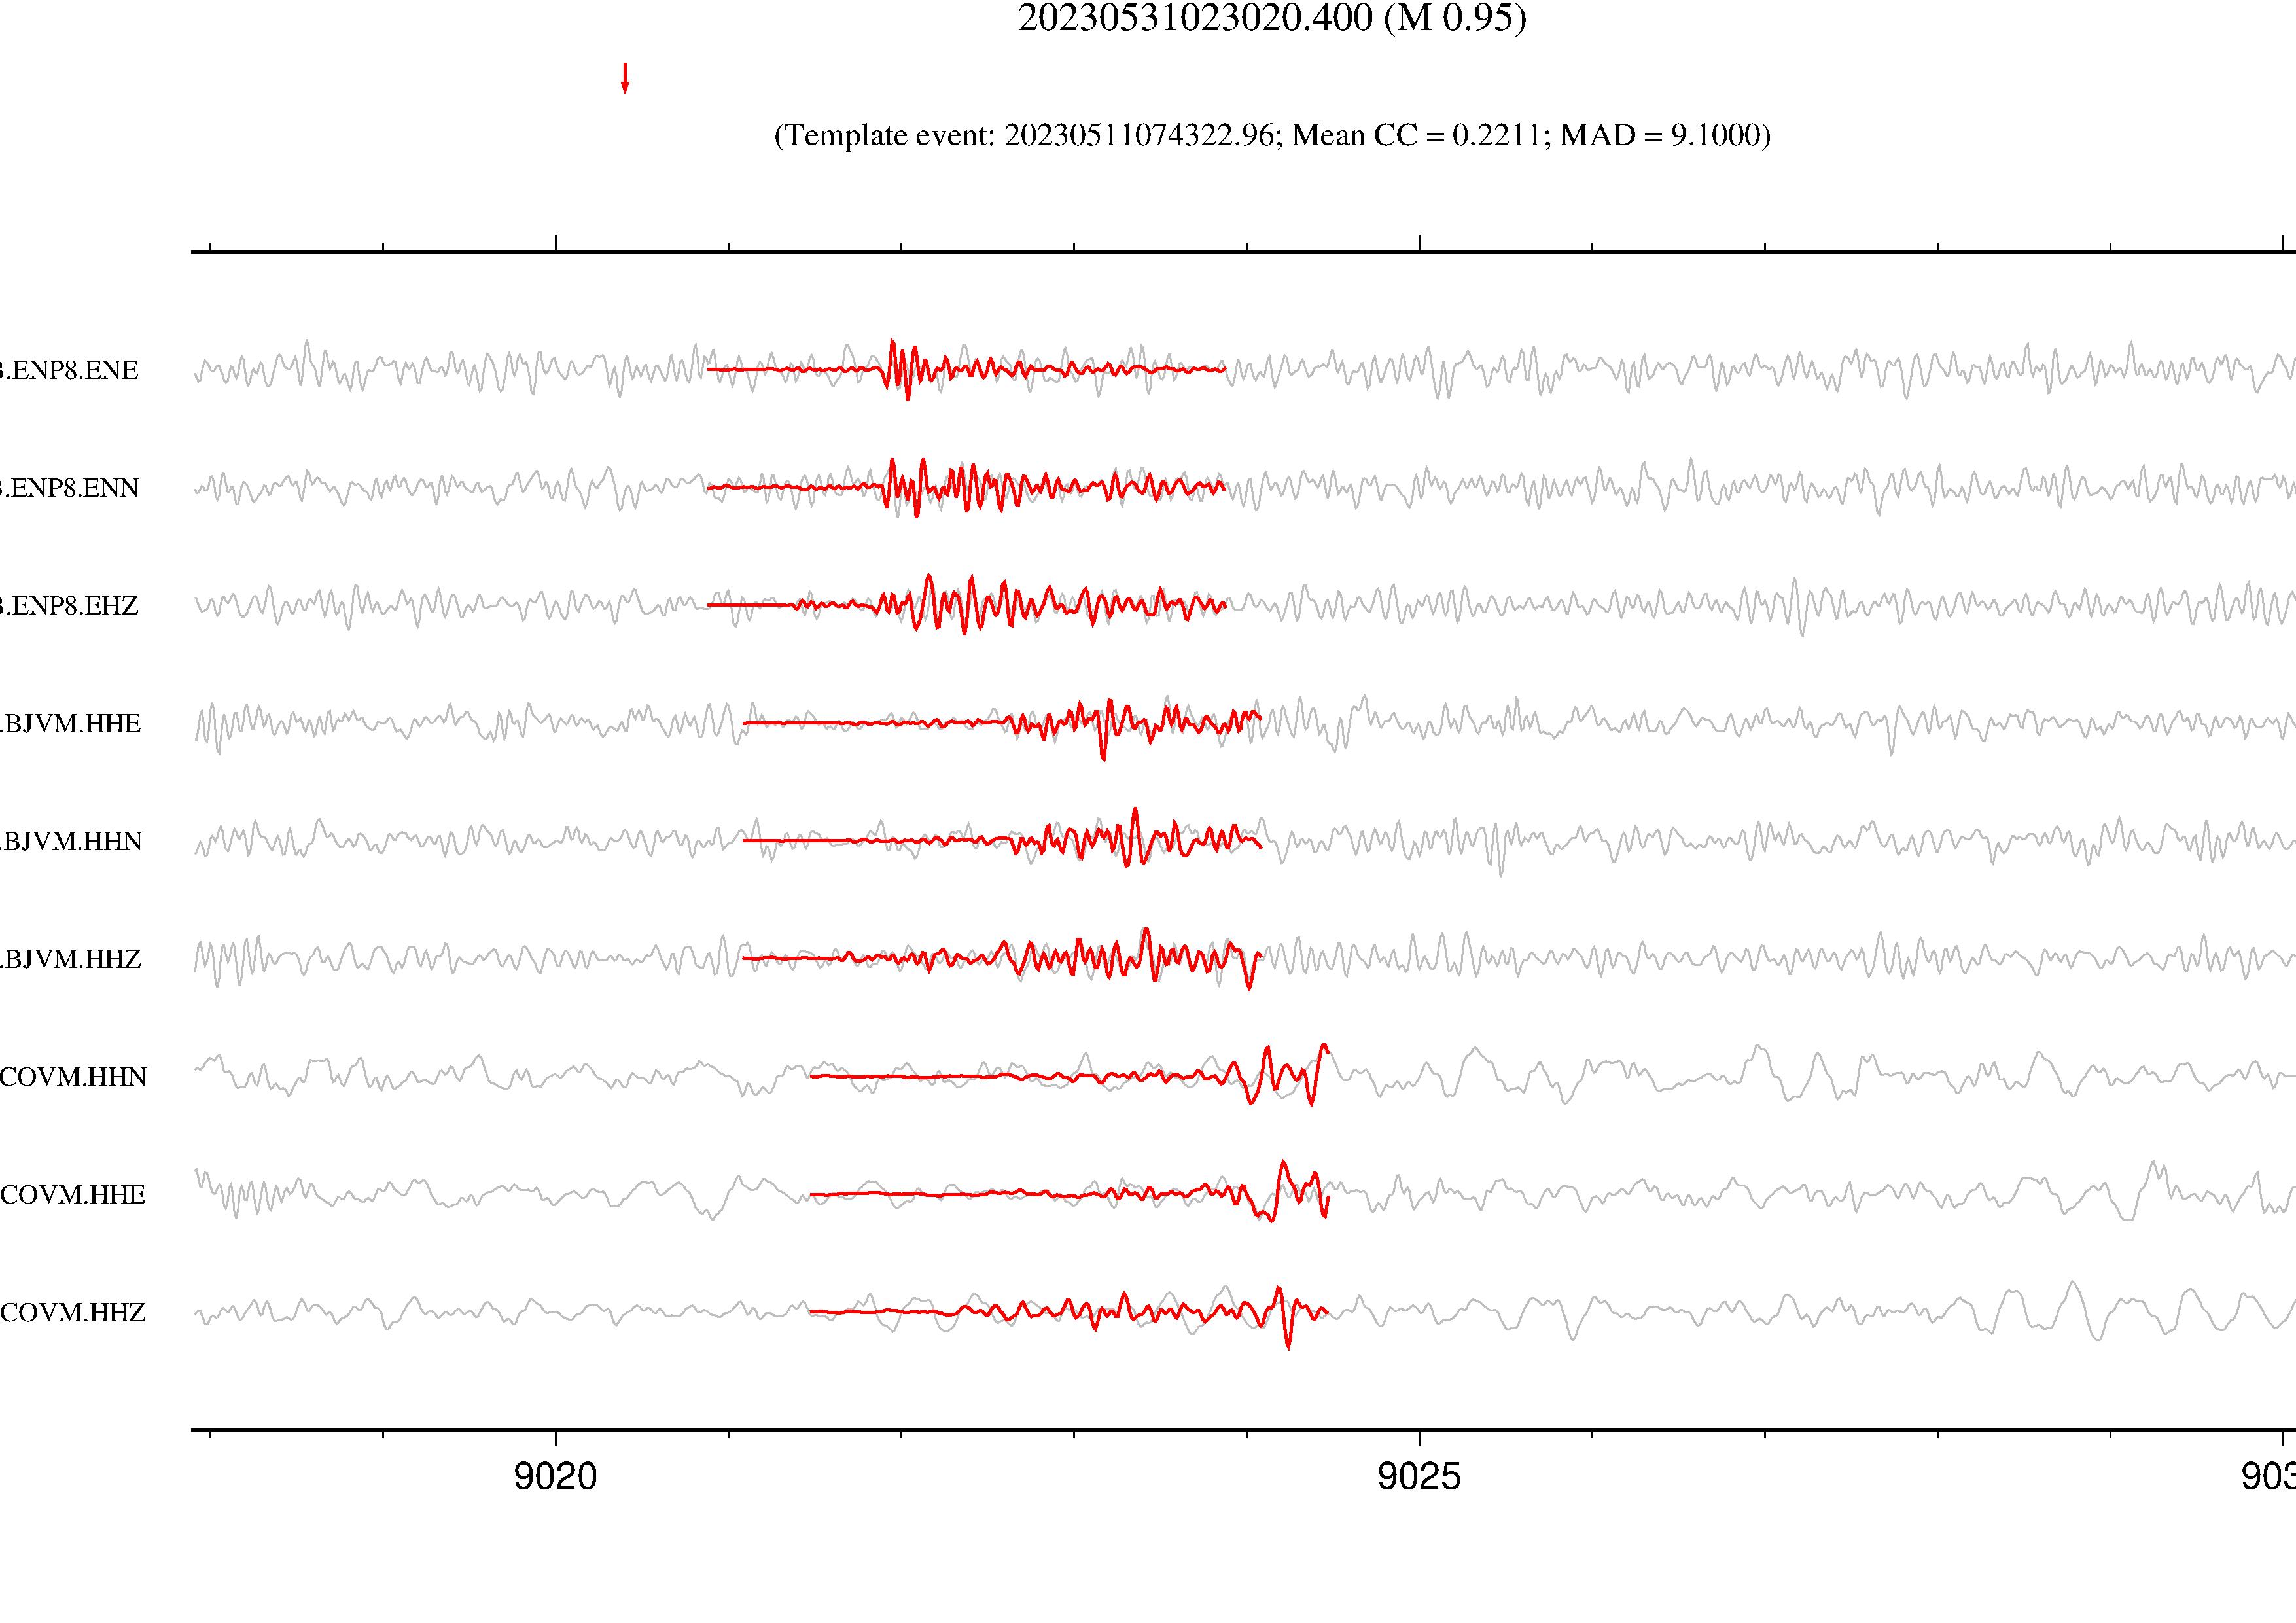 20230531023020.400 (M 0.95)
(Template event: 20230511074322.96; Mean CC = 0.2211; MAD = 9.1000)
.ENP8.ENE
.ENP8.ENN
.ENP8.EHZ
.BJVM.HHE
.BJVM.HHN
.BJVM.HHZ
COVM.HHN
COVM.HHE
COVM.HHZ
9020 9025 903